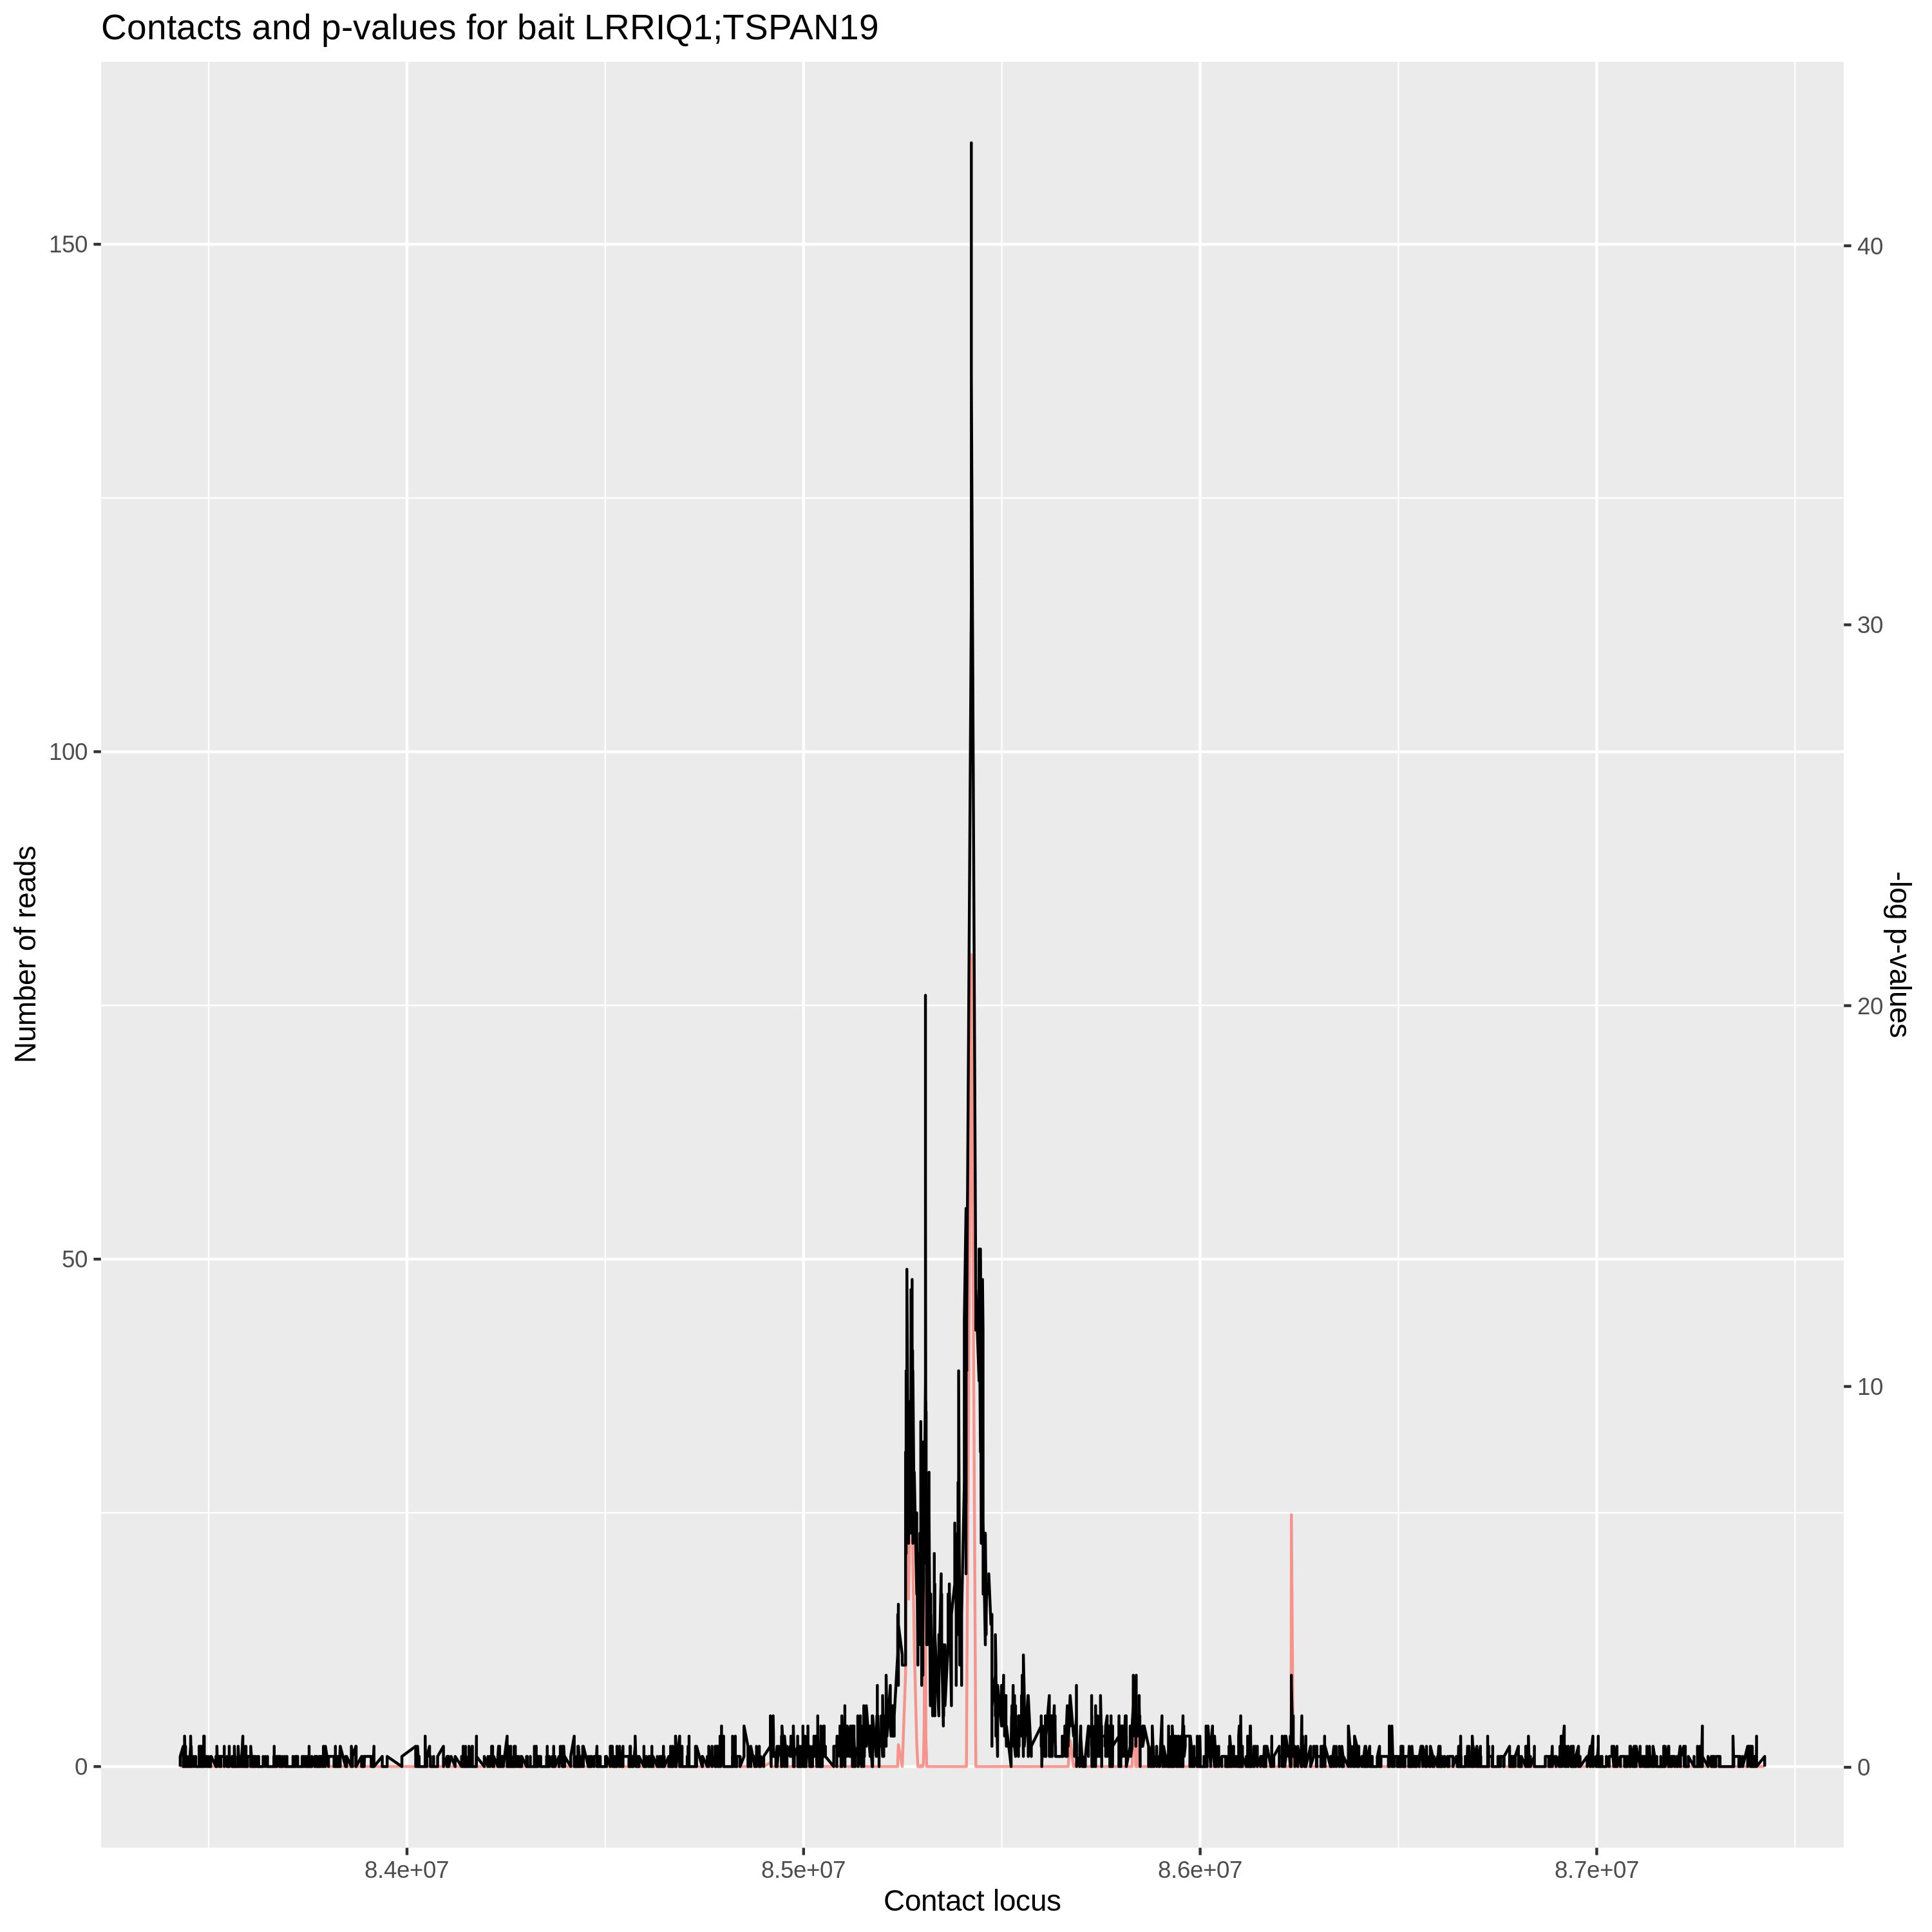 Contacts and p-values for bait LRRIQ1;TSPAN19
150
100
50
0
Number of reads
40
30
20
10
0
-log p-values
8.4e+07
8.5e+07
8.6e+07
8.7e+07
Contact locus